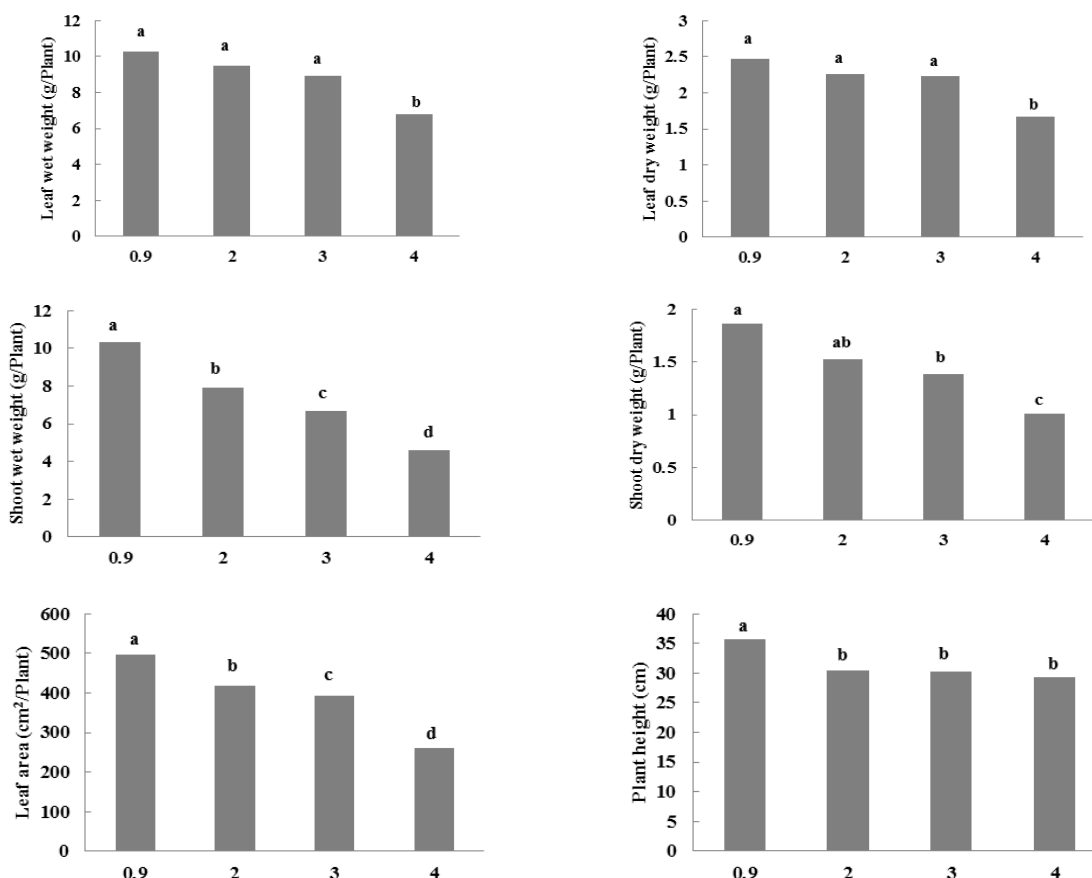 Leaf wet weight (g/Plant)
12
10
8
6
4
2
0
a
a
a
b
0.9 2 3 4
Leaf dry weight (g/Plant)
3
2.5
2
1.5
1
0.5
0
a
a
a
b
0.9 2 3 4
Shoot wet weight (g/Plant)
12
10
8
6
4
2
0
a
b
c
d
0.9 2 3 4
Shoot dry weight (g/Plant)
2
1.5
1
0.5
0
a
ab
b
c
0.9 2 3 4
Leaf area (cm²/Plant)
600
500
400
300
200
100
0
a
b
c
d
0.9 2 3 4
Plant height (cm)
40
35
30
25
20
15
10
5
0
a
b
b
b
0.9 2 3 4